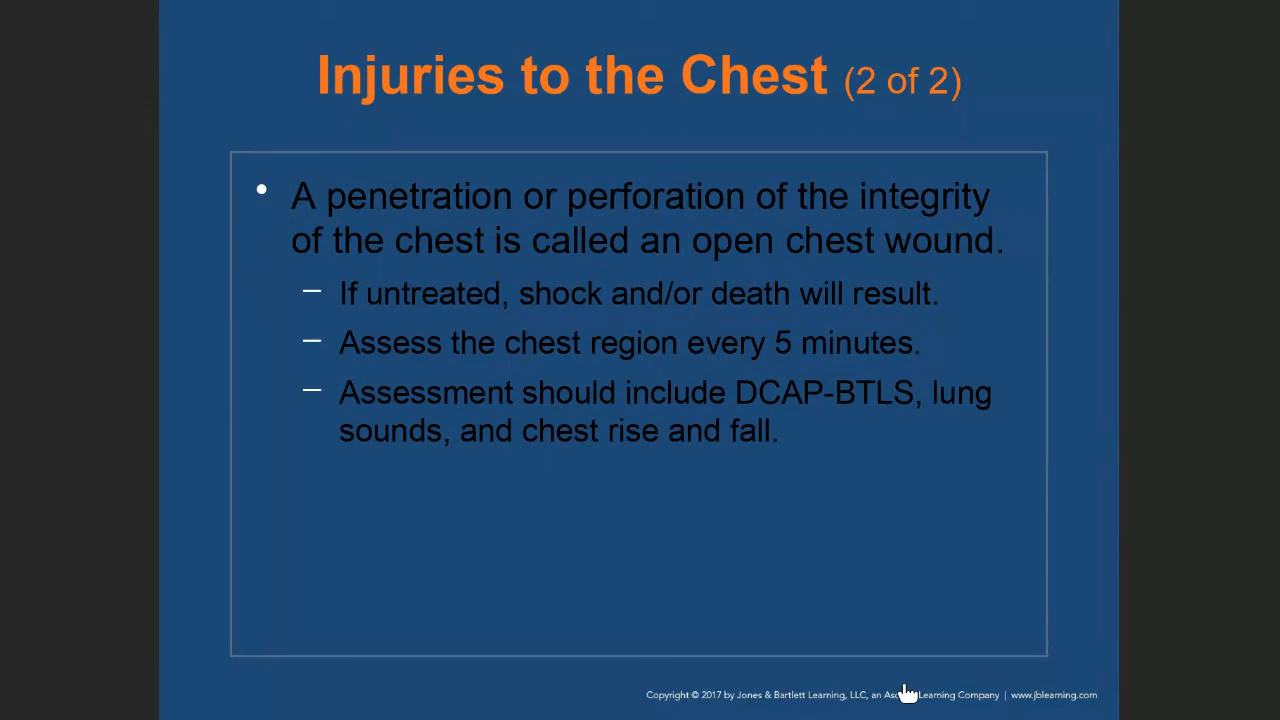 Injuries to the Chest (2 of 2)
• A penetration or perforation of the integrity
of the chest is called an open chest wound.
– If untreated, shock and/or death will result.
– Assess the chest region every 5 minutes.
– Assessment should include DCAP-BTLS, lung
sounds, and chest rise and fall.
Copyright © 2017 by Jones & Bartlett Learning, LLC, an Learning Company | www.jblearning.com